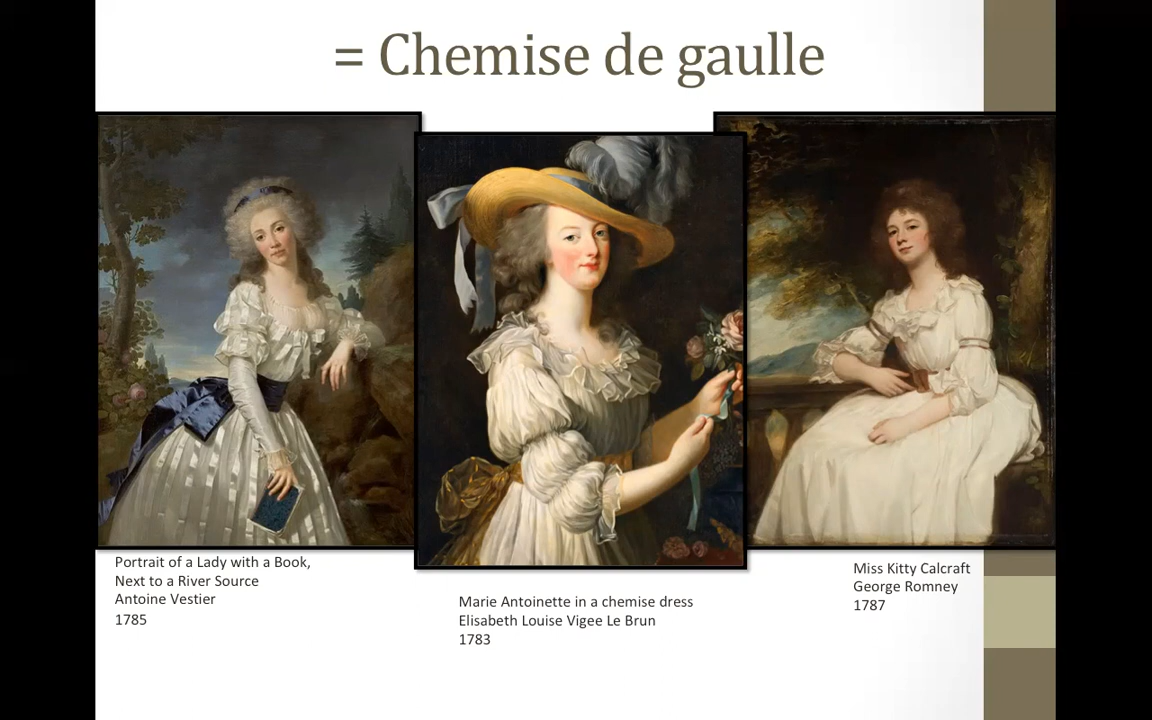 = Chemise de gaulle
Portrait of a Lady with a Book,
Next to a River Source
Antoine Vestier
1785
Marie Antoinette in a chemise dress
Elisabeth Louise Vigee Le Brun
1783
Miss Kitty Calcraft
George Romney
1787